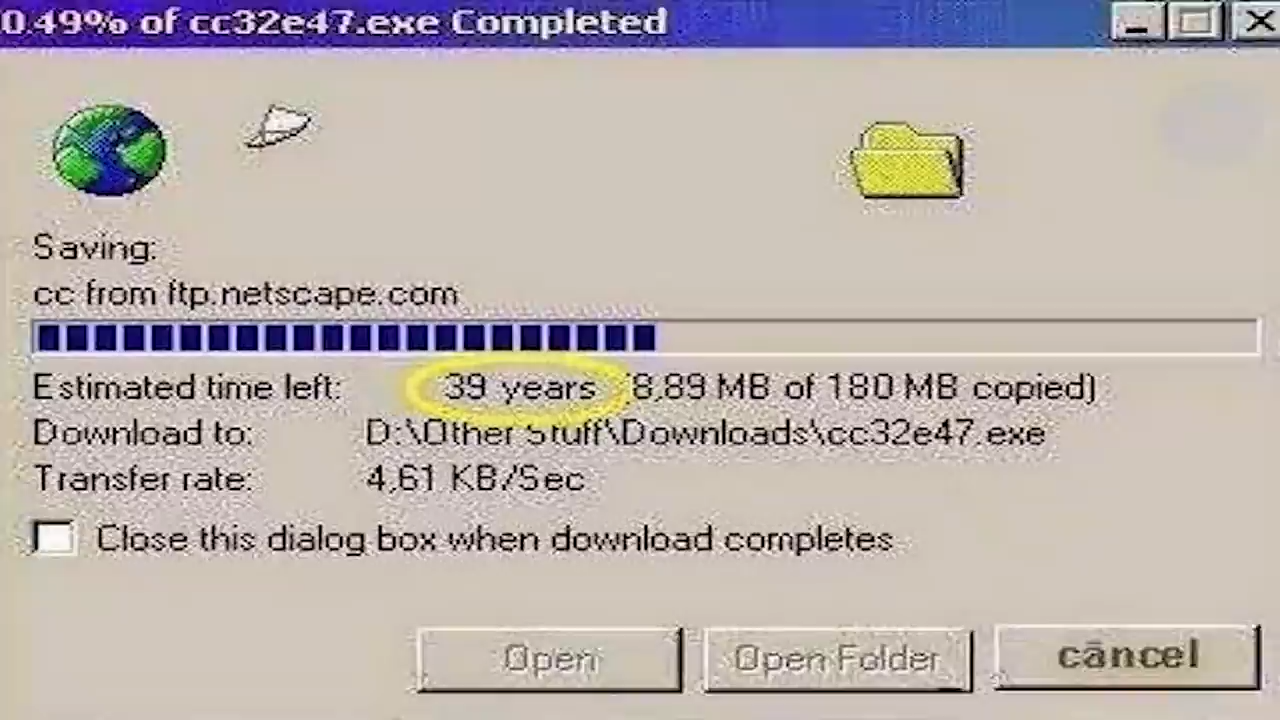 0.49% of cc32e47.exe Completed
Saving:
cc from ftp.netscape.com
Estimated time left: 39 years (8,89 MB of 180 MB copied)
Download to: D:\Other Stuff\Downloads\cc32e47.exe
Transfer rate: 4,61 KB/Sec
Close this dialog box when download completes
Open Open Folder cāncel